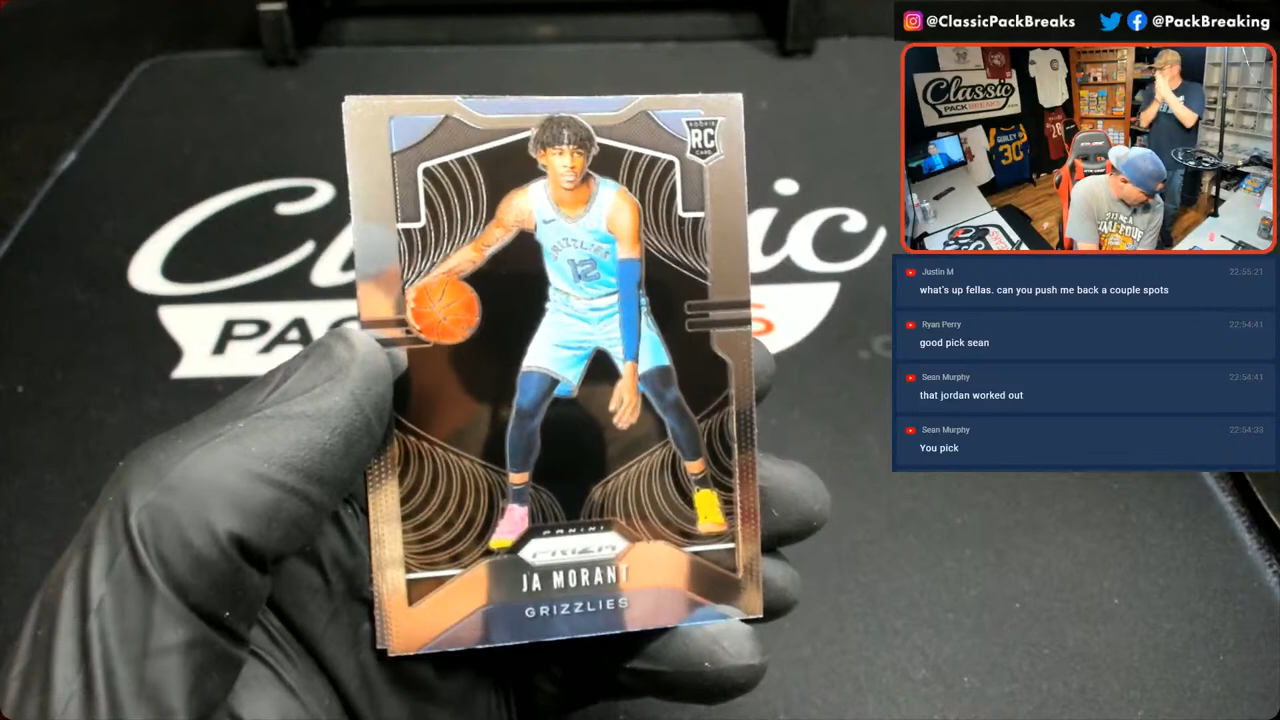 @ClassicPackBreaks @PackBreaking
Classic
PACK BREAKS
GURLEY
30
Justin M 22:55:21
what's up fellas. can you push me back a couple spots
Ryan Perry 22:54:41
good pick sean
Sean Murphy 22:54:41
that jordan worked out
Sean Murphy 22:54:33
You pick
ROOKIE
RC
CARD
GRIZZLIES
12
PANINI
PRIZM
JA MORANT
GRIZZLIES